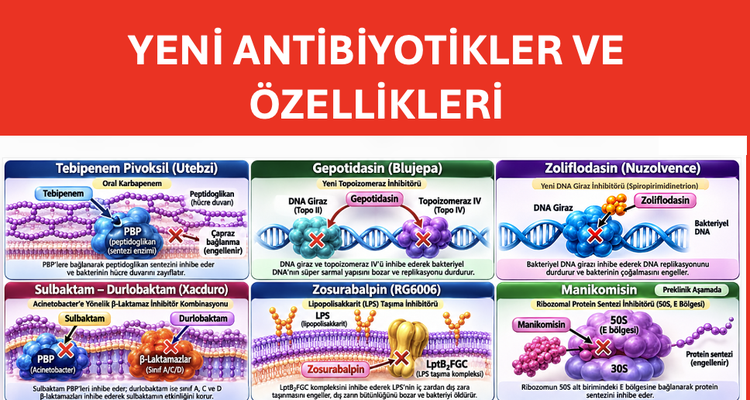 YENİ ANTİBİYOTİKLER VE
ÖZELLİKLERİ
Tebipenem Pivoksil (Utebzi)
Oral Karbapenem
Tebipenem
Peptidoglikan
(hücre duvarı)
PBP
(peptidoglikan
(sentezi enzimi)
Çapraz
bağlanma
(engellenir)
PBP'lere bağlanarak peptidoglikan sentezini inhibe eder
ve bakterinin hücre duvarını zayıflatır.
Gepotidasin (Blujepa)
Yeni Topoizomeraz İnhibitörü
DNA Giraz
(Topo II)
Gepotidasin
Topoizomeraz IV
(Topo IV)
DNA giraz ve topoizomeraz IV'ü inhibe ederek bakteriyel
DNA'nın süper sarmal yapısını bozar ve replikasyonu durdurur.
Zoliflodasin (Nuzolvence)
Yeni DNA Giraz İnhibitörü (Spiropirimidinetrion)
DNA Giraz
Zoliflodasin
Bakteriyel
DNA
Bakteriyel DNA girazı inhibe ederek DNA replikasyonunu
durdurur ve bakterinin çoğalmasını engeller.
Sulbaktam – Durlobaktam (Xacduro)
Acinetobacter'e Yönelik β-Laktamaz İnhibitör Kombinasyonu
Sulbaktam
Durlobaktam
PBP
(Acinetobacter)
β-Laktamazlar
(Sınıf A/C/D)
Sulbaktam PBP'leri inhibe eder; durlobaktam ise sınıf A, C ve D
β-laktamazları inhibe ederek sulbaktamın etkinliğini korur.
Zosurabalpin (RG6006)
Lipopolisakkarit (LPS) Taşıma İnhibitörü
LPS
(lipopolisakkarit)
Zosurabalpin
LptB₂FGC
(LPS taşıma kompleksi)
LptB₂FGC kompleksini inhibe ederek LPS'nin iç zardan dış zara
taşınmasını engeller, dış zarın bütünlüğünü bozar ve bakteriyi öldürür.
Manikomisin
Preklinik Aşamada
Ribozomal Protein Sentezi İnhibitörü (50S, E Bölgesi)
Manikomisin
50S
(E bölgesi)
30S
Protein sentezi
(engellenir)
Ribozomun 50S alt birimindeki E bölgesine bağlanarak protein
sentezini inhibe eder.